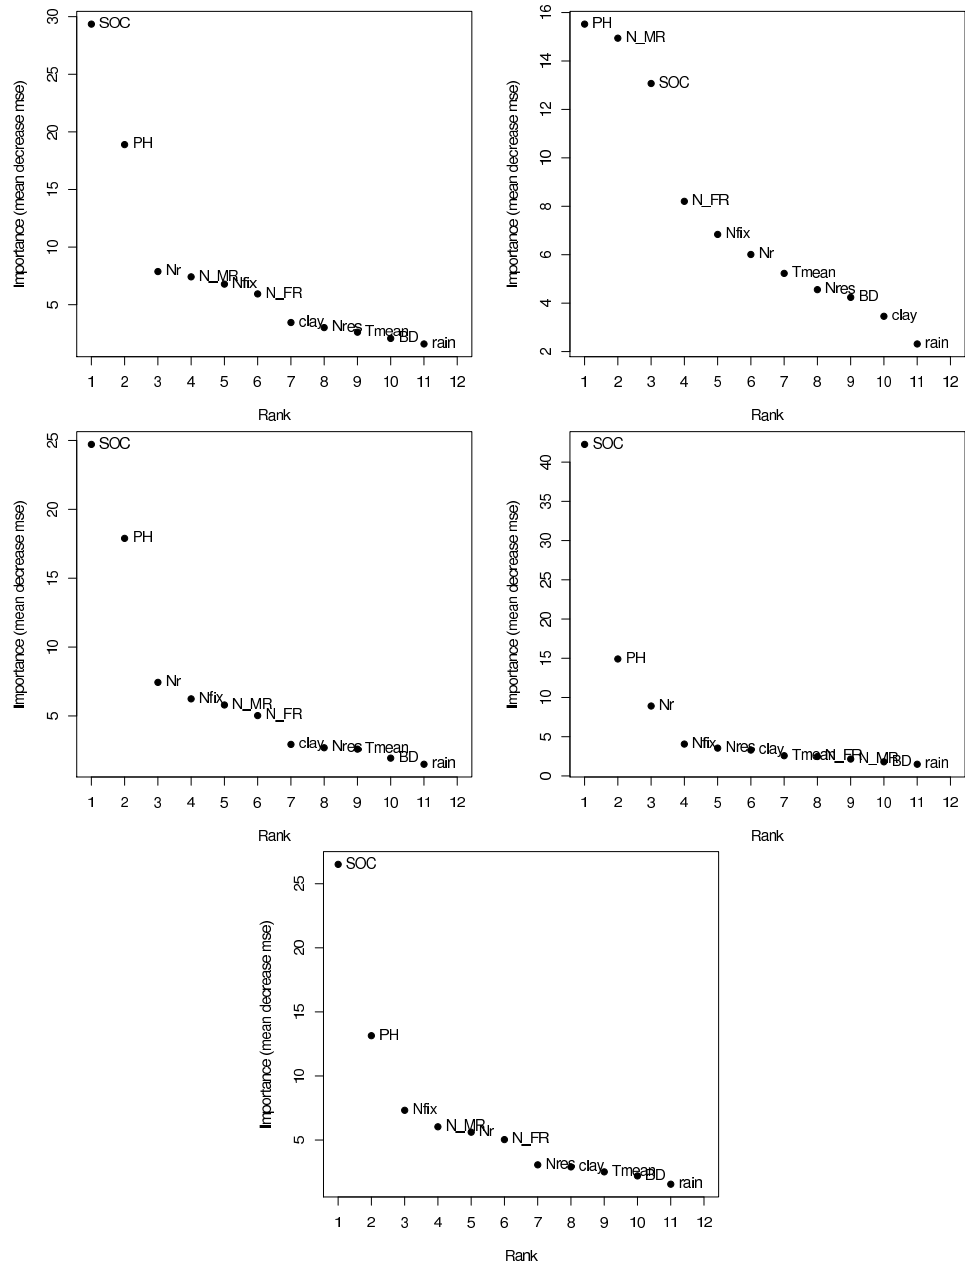 Importance (mean decrease mse)
30
25
20
15
10
5
SOC
PH
Nr
N_MR
Nfix
N_FR
clay
Nres
Tmean
BD
rain
1 2 3 4 5 6 7 8 9 10 11 12
Rank
Importance (mean decrease mse)
16
14
12
10
8
6
4
2
PH
N_MR
SOC
N_FR
Nfix
Nr
Tmean
Nres
BD
clay
rain
1 2 3 4 5 6 7 8 9 10 11 12
Rank
Importance (mean decrease mse)
25
20
15
10
5
SOC
PH
Nr
Nfix
N_MR
N_FR
clay
Nres
Tmean
BD
rain
1 2 3 4 5 6 7 8 9 10 11 12
Rank
Importance (mean decrease mse)
40
35
30
25
20
15
10
5
0
SOC
PH
Nr
Nfix
Nres
clay
Tmean
N_FR
N_MR
BD
rain
1 2 3 4 5 6 7 8 9 10 11 12
Rank
Importance (mean decrease mse)
25
20
15
10
5
SOC
PH
Nfix
N_MR
Nr
N_FR
Nres
clay
Tmean
BD
rain
1 2 3 4 5 6 7 8 9 10 11 12
Rank